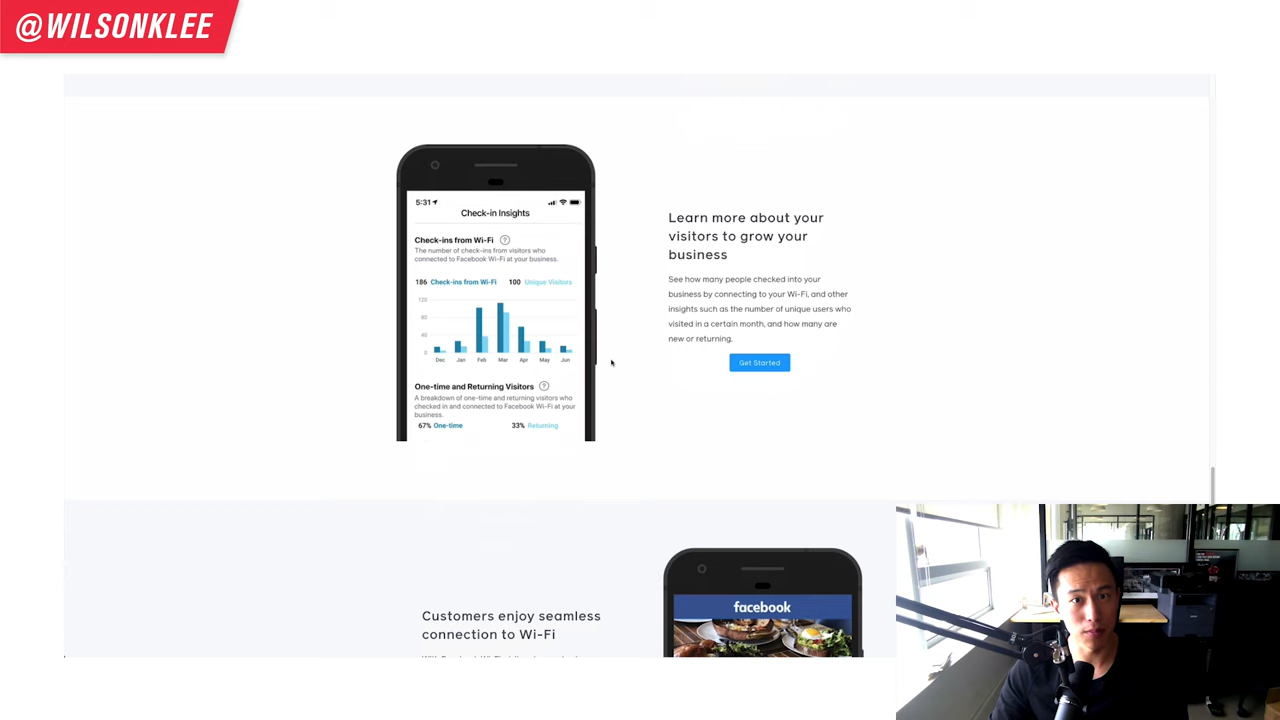 @WILSONKLEE
5:31
Check-in Insights
Check-ins from Wi-Fi ?
The number of check-ins from visitors who
connected to Facebook Wi-Fi at your business.
186 Check-ins from Wi-Fi 100 Unique Visitors
120
80
40
0
Dec Jan Feb Mar Apr May Jun
One-time and Returning Visitors ?
A breakdown of one-time and returning visitors who
checked in and connected to Facebook Wi-Fi at your
business.
67% One-time 33% Returning
Learn more about your
visitors to grow your
business
See how many people checked into your
business by connecting to your Wi-Fi, and other
insights such as the number of unique users who
visited in a certain month, and how many are
new or returning.
Get Started
Customers enjoy seamless
connection to Wi-Fi
facebook